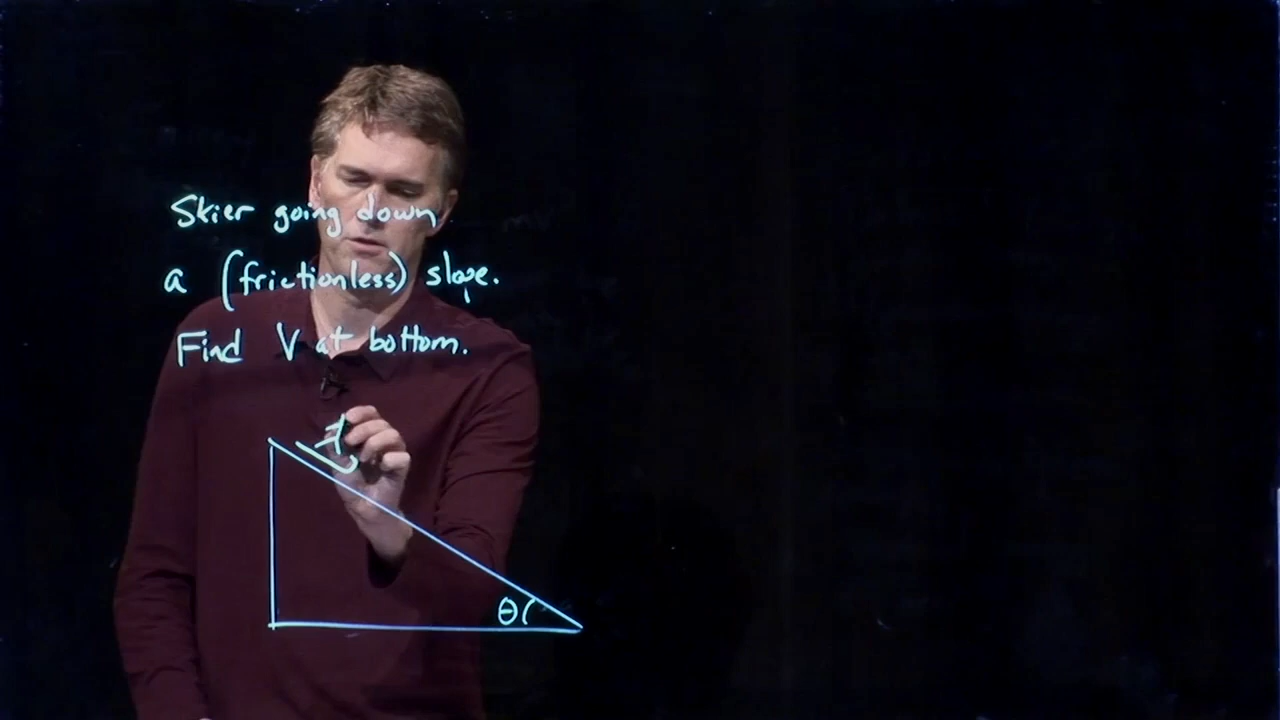 Skier going down
a (frictionless) slope.
Find V at bottom.
θ